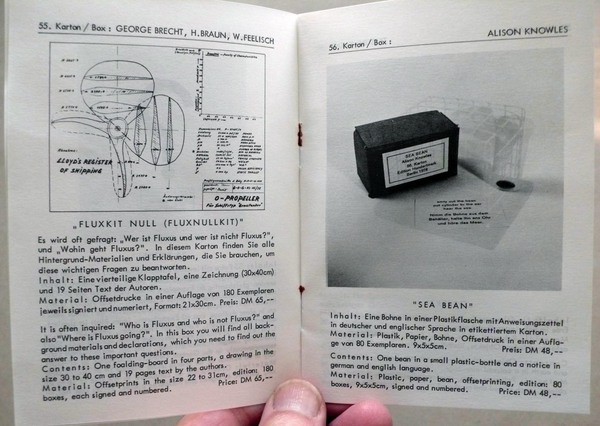 55. Karton / Box : GEORGE BRECHT, H.BRAUN, W.FEELISCH
LLOYD'S REGISTER
OF SHIPPING
0-PROPELLER
„FLUXKIT NULL (FLUXNULLKIT)"
Es wird oft gefragt: „Wer ist Fluxus und wer ist nicht Fluxus?",
und „Wohin geht Fluxus?". In diesem Karton finden Sie alle
Hintergrund-Materialien und Erklärungen, die Sie brauchen, um
diese wichtigen Fragen zu beantworten.
Inhalt: Eine vierteilige Klapptafel, eine Zeichnung (30x40cm)
und 19 Seiten Text der Autoren.
Material: Offsetdrucke in einer Auflage von 180 Exemplaren
jeweils signiert und numeriert, Format: 21x30cm. Preis: DM 65,--
It is often inquired: "Who is Fluxus and who is not Fluxus?" and
also "Where is Fluxus going?". In this box you will find all back-
ground materials and declarations, which you need to find out the
answer to these important questions.
Contents: One foalding-board in four parts, a drawing in the
size 30 to 40 cm and 19 pages text by the authors.
Material: Offsetprints, in the size 22 to 31cm, edition: 180
boxes, each signed and numbered. Price: DM 65,--
56. Karton / Box : ALISON KNOWLES
SEA BEAN
Alison Knowles
"SEA BEAN"
Inhalt: Eine Bohne in einer Plastikflasche mit Anweisungszettel
in deutscher und englischer Sprache in etikettiertem Karton.
Material: Plastik, Papier, Bohne, Offsetdruck in einer Aufla-
ge von 80 Exemplaren. 9x5x5cm. Preis: DM 48,--
Contents: One bean in a small plastic-bottle and a notice in
german and english language.
Material: Plastic, paper, bean, offsetprinting, edition: 80
boxes, 9x5x5cm, signed and numbered. Price: DM 48,--